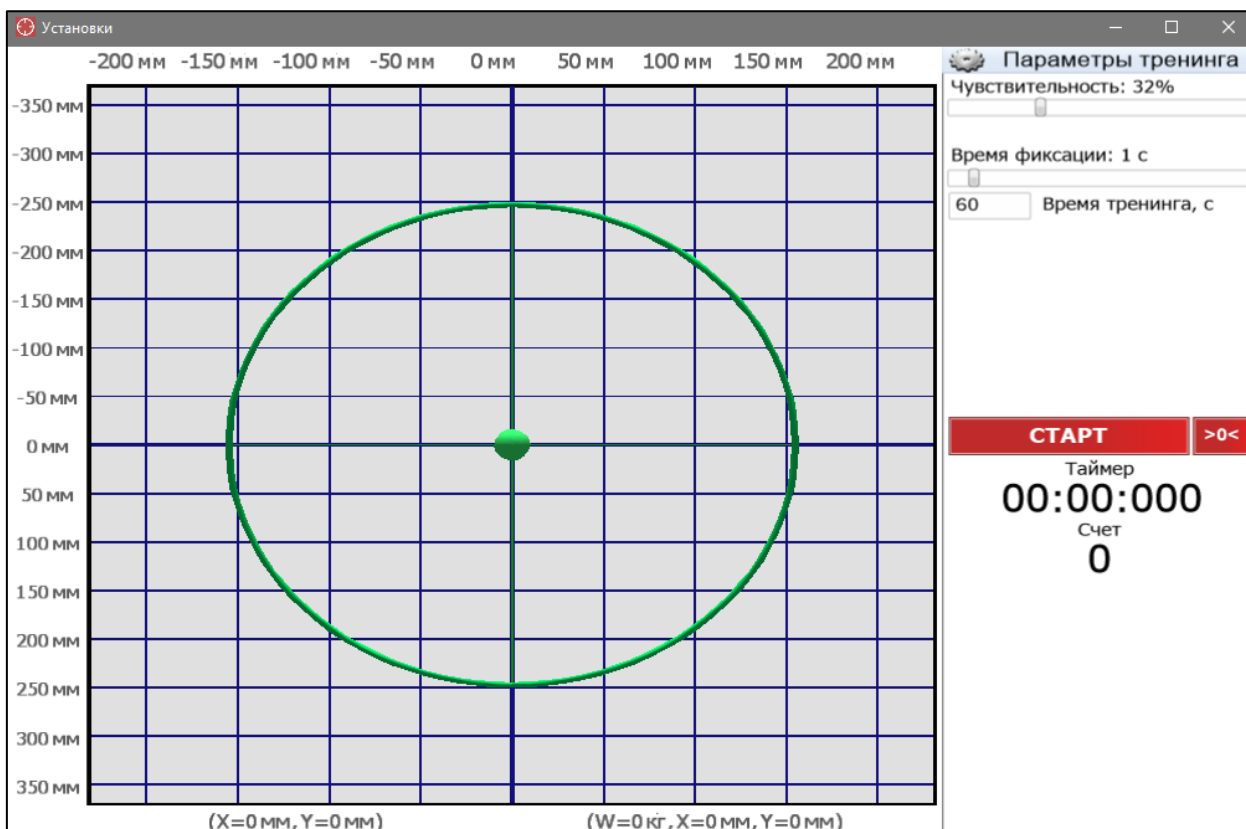 Установки
-200 мм -150 мм -100 мм -50 мм 0 мм 50 мм 100 мм 150 мм 200 мм
Параметры тренинга
Чувствительность: 32%
Время фиксации: 1 с
60 Время тренинга, с
-350 мм
-300 мм
-250 мм
-200 мм
-150 мм
-100 мм
-50 мм
0 мм
50 мм
100 мм
150 мм
200 мм
250 мм
300 мм
350 мм
СТАРТ >0<
Таймер
00:00:000
Счет
0
(X=0 мм, Y=0 мм) (W=0 кг, X=0 мм, Y=0 мм)